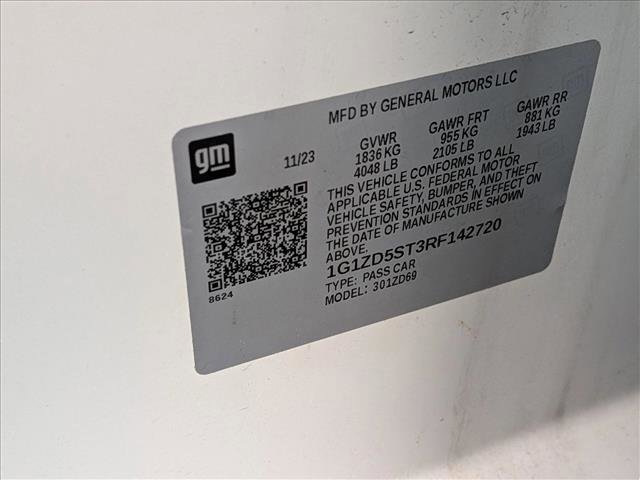 MFD BY GENERAL MOTORS LLC
gm
11/23
GVWR GAWR FRT GAWR RR
1836 KG 955 KG 881 KG
4048 LB 2105 LB 1943 LB
THIS VEHICLE CONFORMS TO ALL
APPLICABLE U.S. FEDERAL MOTOR
VEHICLE SAFETY, BUMPER, AND THEFT
PREVENTION STANDARDS IN EFFECT ON
THE DATE OF MANUFACTURE SHOWN
ABOVE.
1G1ZD5ST3RF142720
TYPE: PASS CAR
MODEL: 301ZD69
8624